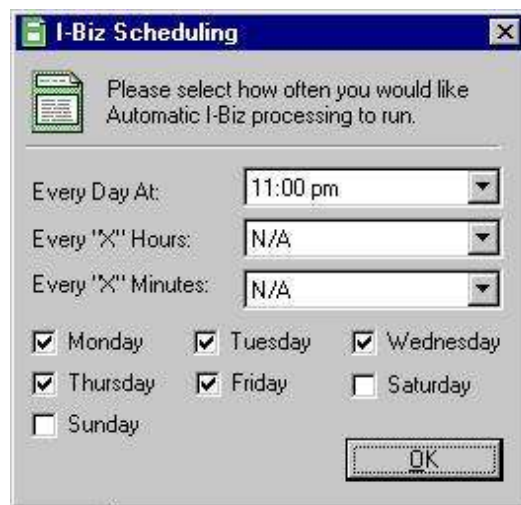 I-Biz Scheduling
Please select how often you would like
Automatic I-Biz processing to run.
Every Day At: 11:00 pm
Every "X" Hours: N/A
Every "X" Minutes: N/A
Monday Tuesday Wednesday
Thursday Friday Saturday
Sunday
OK